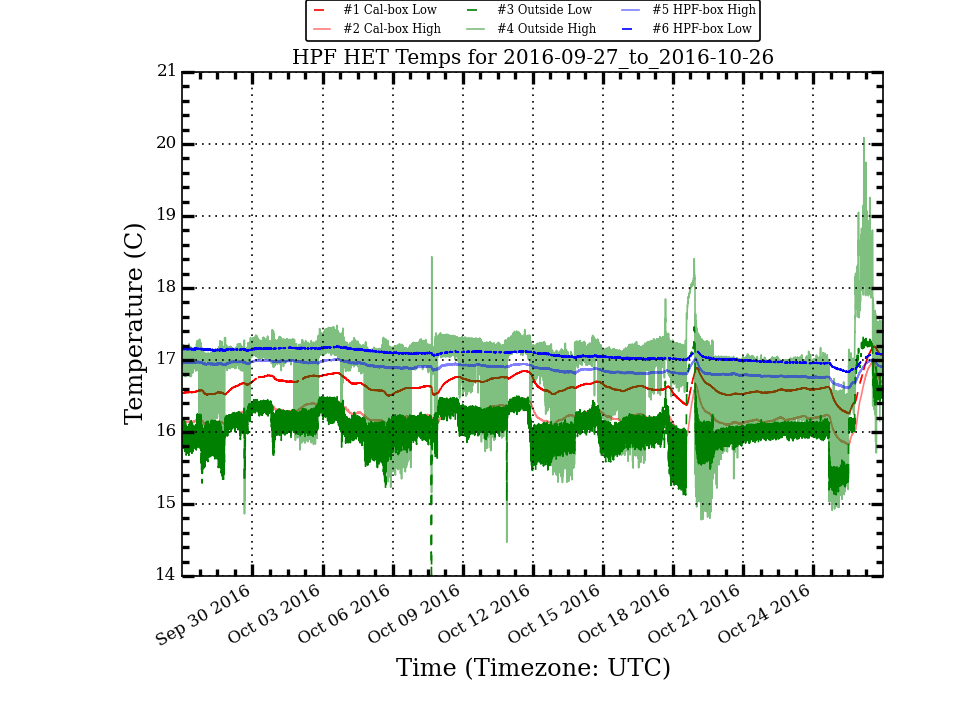 #1 Cal-box Low #3 Outside Low #5 HPF-box High
#2 Cal-box High #4 Outside High #6 HPF-box Low
HPF HET Temps for 2016-09-27_to_2016-10-26
21
20
19
18
17
16
15
14
Temperature (C)
Sep 30 2016
Oct 03 2016
Oct 06 2016
Oct 09 2016
Oct 12 2016
Oct 15 2016
Oct 18 2016
Oct 21 2016
Oct 24 2016
Time (Timezone: UTC)